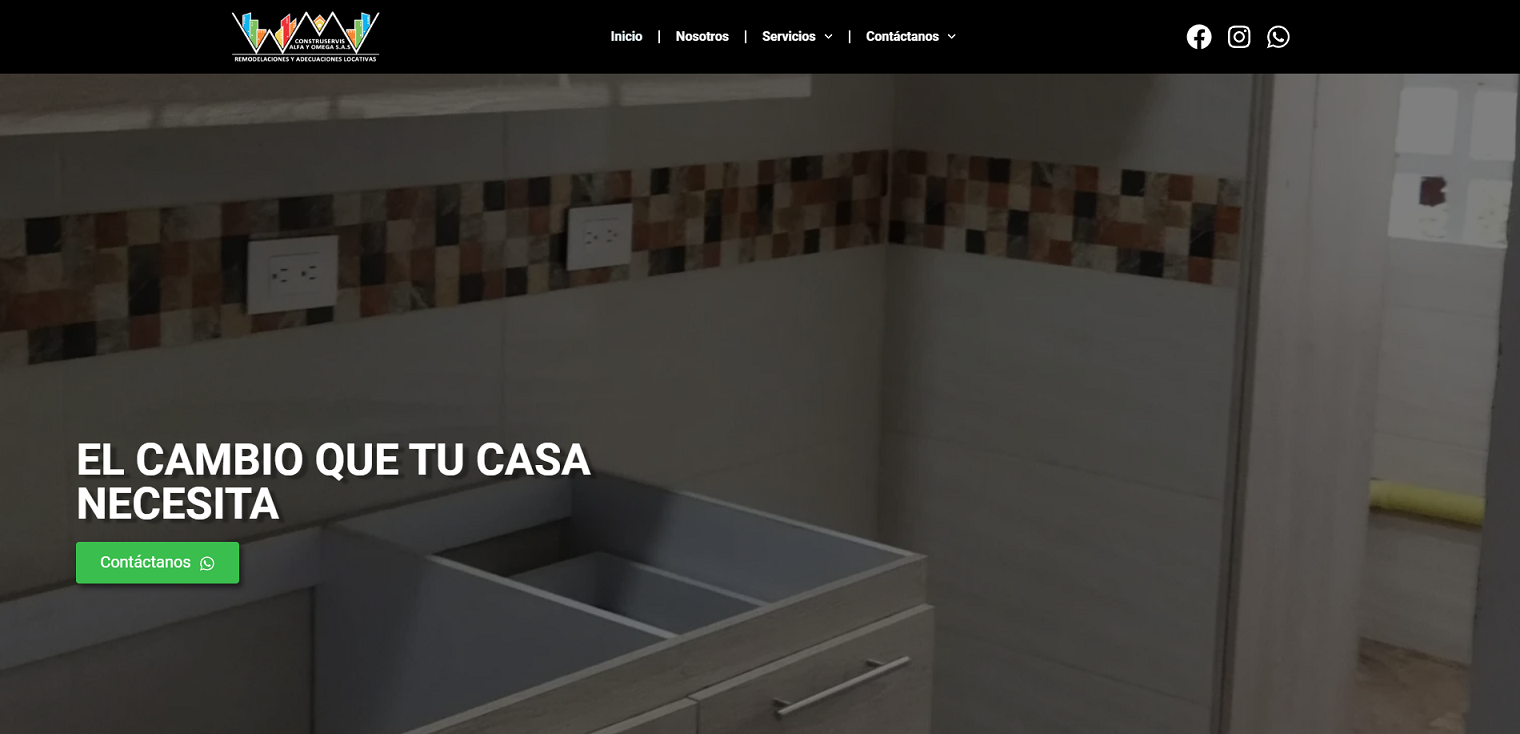 CONSTRUSERVIS
ALFA Y OMEGA S.A.S
REMODELACIONES Y ADECUACIONES LOCATIVAS
Inicio
Nosotros
Servicios
Contáctanos
EL CAMBIO QUE TU CASA
NECESITA
Contáctanos